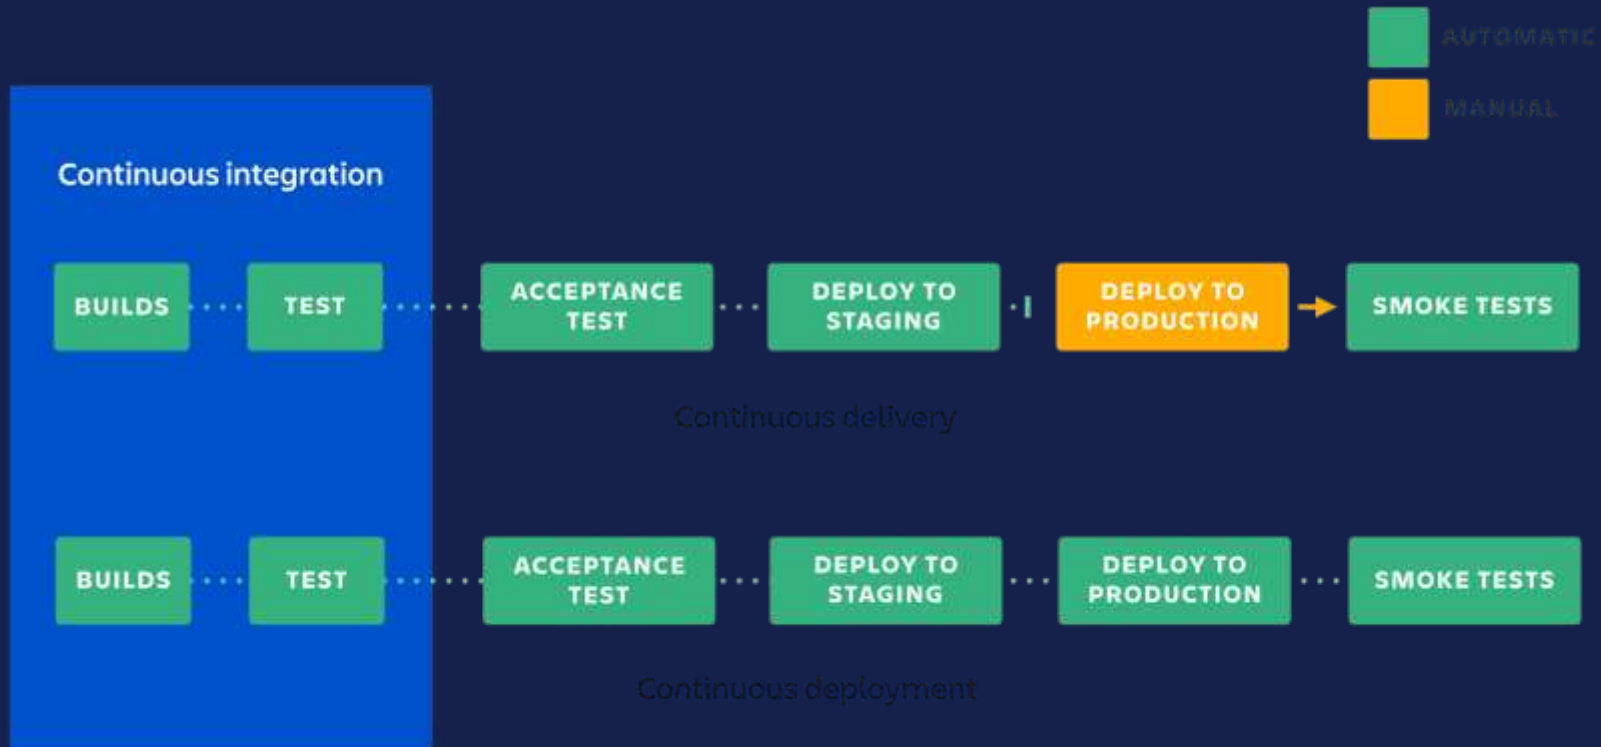 AUTOMATIC
MANUAL
Continuous integration
BUILDS
TEST
ACCEPTANCE
TEST
DEPLOY TO
STAGING
DEPLOY TO
PRODUCTION
SMOKE TESTS
Continuous delivery
BUILDS
TEST
ACCEPTANCE
TEST
DEPLOY TO
STAGING
DEPLOY TO
PRODUCTION
SMOKE TESTS
Continuous deployment